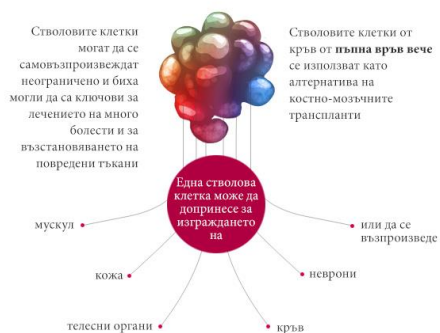 Стволовите клетки
могат да се
самовъзпроизвеждат
неограничено и биха
могли да са ключови за
лечението на много
болести и за
възстановяването на
повредени тъкани
Стволовите клетки от
кръв от пъпна връв вече
се използват като
алтернатива на
костно-мозъчните
трансплантанти
Една стволова
клетка може да
допринесе за
изграждането
на
мускул
кожа
телесни органи
кръв
неврони
или да се
възпроизведе